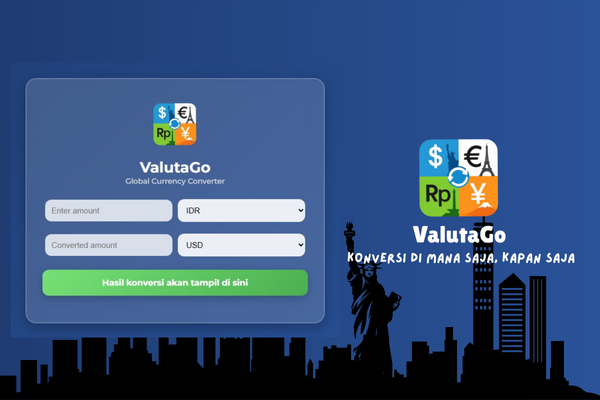 $ €
Rp ¥
ValutaGo
Global Currency Converter
Enter amount IDR
Converted amount USD
Hasil konversi akan tampil di sini
$ €
Rp ¥
ValutaGo
KONVERSI DI MANA SAJA, KAPAN SAJA